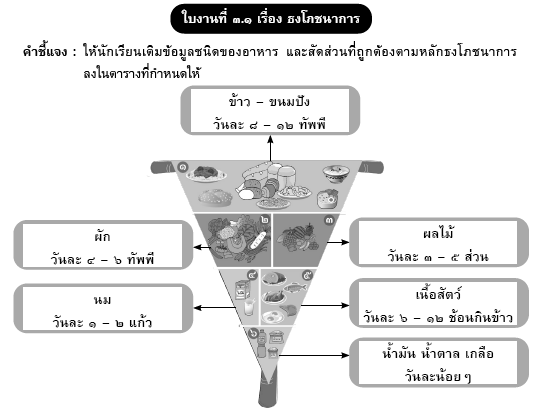 ใบงานที่ ๓.๑ เรื่อง ธงโภชนาการ
คำชี้แจง : ให้นักเรียนเติมข้อมูลชนิดของอาหาร และสัดส่วนที่ถูกต้องตามหลักธงโภชนาการ
ลงในตารางที่กำหนดให้
ข้าว - ขนมปัง
วันละ ๘ - ๑๒ ทัพพี
๑
๒
๓
ผัก
วันละ ๔ - ๖ ทัพพี
ผลไม้
วันละ ๓ - ๕ ส่วน
๔
๕
นม
วันละ ๑ - ๒ แก้ว
เนื้อสัตว์
วันละ ๖ - ๑๒ ช้อนกินข้าว
๖
น้ำมัน น้ำตาล เกลือ
วันละน้อย ๆ